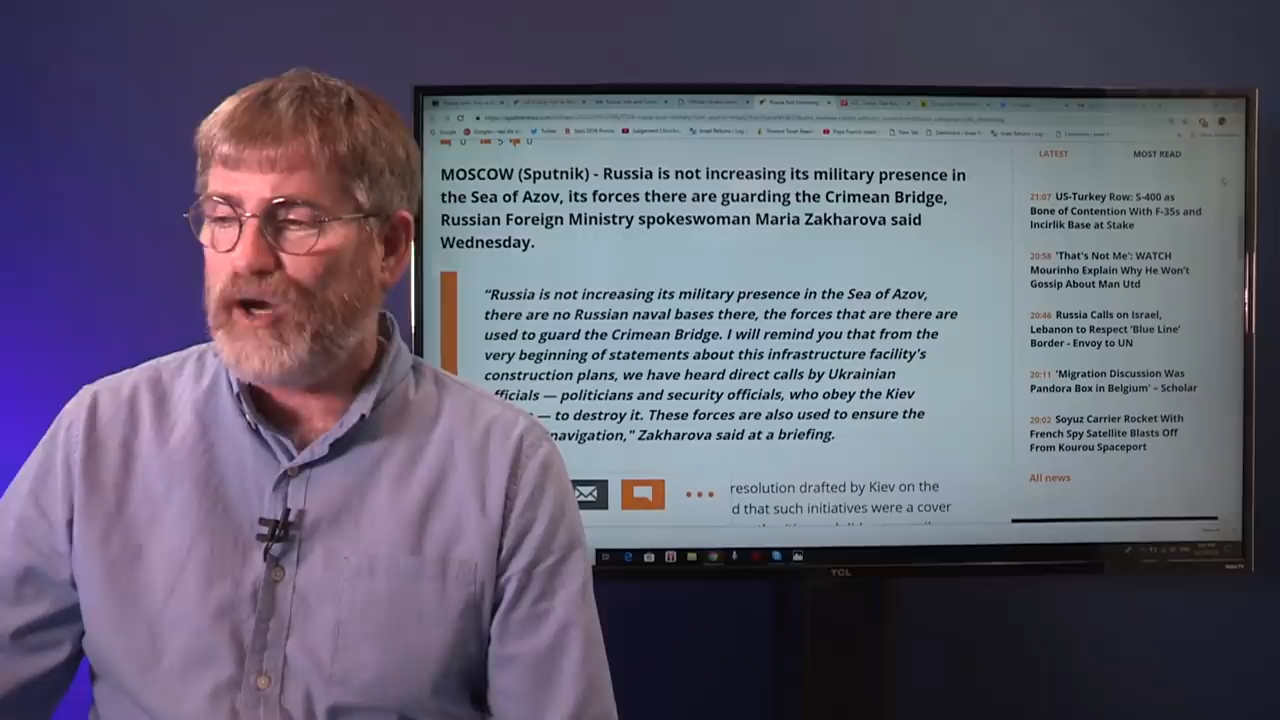 MOSCOW (Sputnik) - Russia is not increasing its military presence in
the Sea of Azov, its forces there are guarding the Crimean Bridge,
Russian Foreign Ministry spokeswoman Maria Zakharova said
Wednesday.
“Russia is not increasing its military presence in the Sea of Azov,
there are no Russian naval bases there, the forces that are there are
used to guard the Crimean Bridge. I will remind you that from the
very beginning of statements about this infrastructure facility's
construction plans, we have heard direct calls by Ukrainian
fficials — politicians and security officials, who obey the Kiev
— to destroy it. These forces are also used to ensure the
navigation," Zakharova said at a briefing.
resolution drafted by Kiev on the
d that such initiatives were a cover
LATEST MOST READ
21:07 US-Turkey Row: S-400 as
Bone of Contention With F-35s and
Incirlik Base at Stake
20:58 'That's Not Me': WATCH
Mourinho Explain Why He Won't
Gossip About Man Utd
20:46 Russia Calls on Israel,
Lebanon to Respect ‘Blue Line’
Border - Envoy to UN
20:11 'Migration Discussion Was
Pandora Box in Belgium' – Scholar
20:02 Soyuz Carrier Rocket With
French Spy Satellite Blasts Off
From Kourou Spaceport
All news
TCL